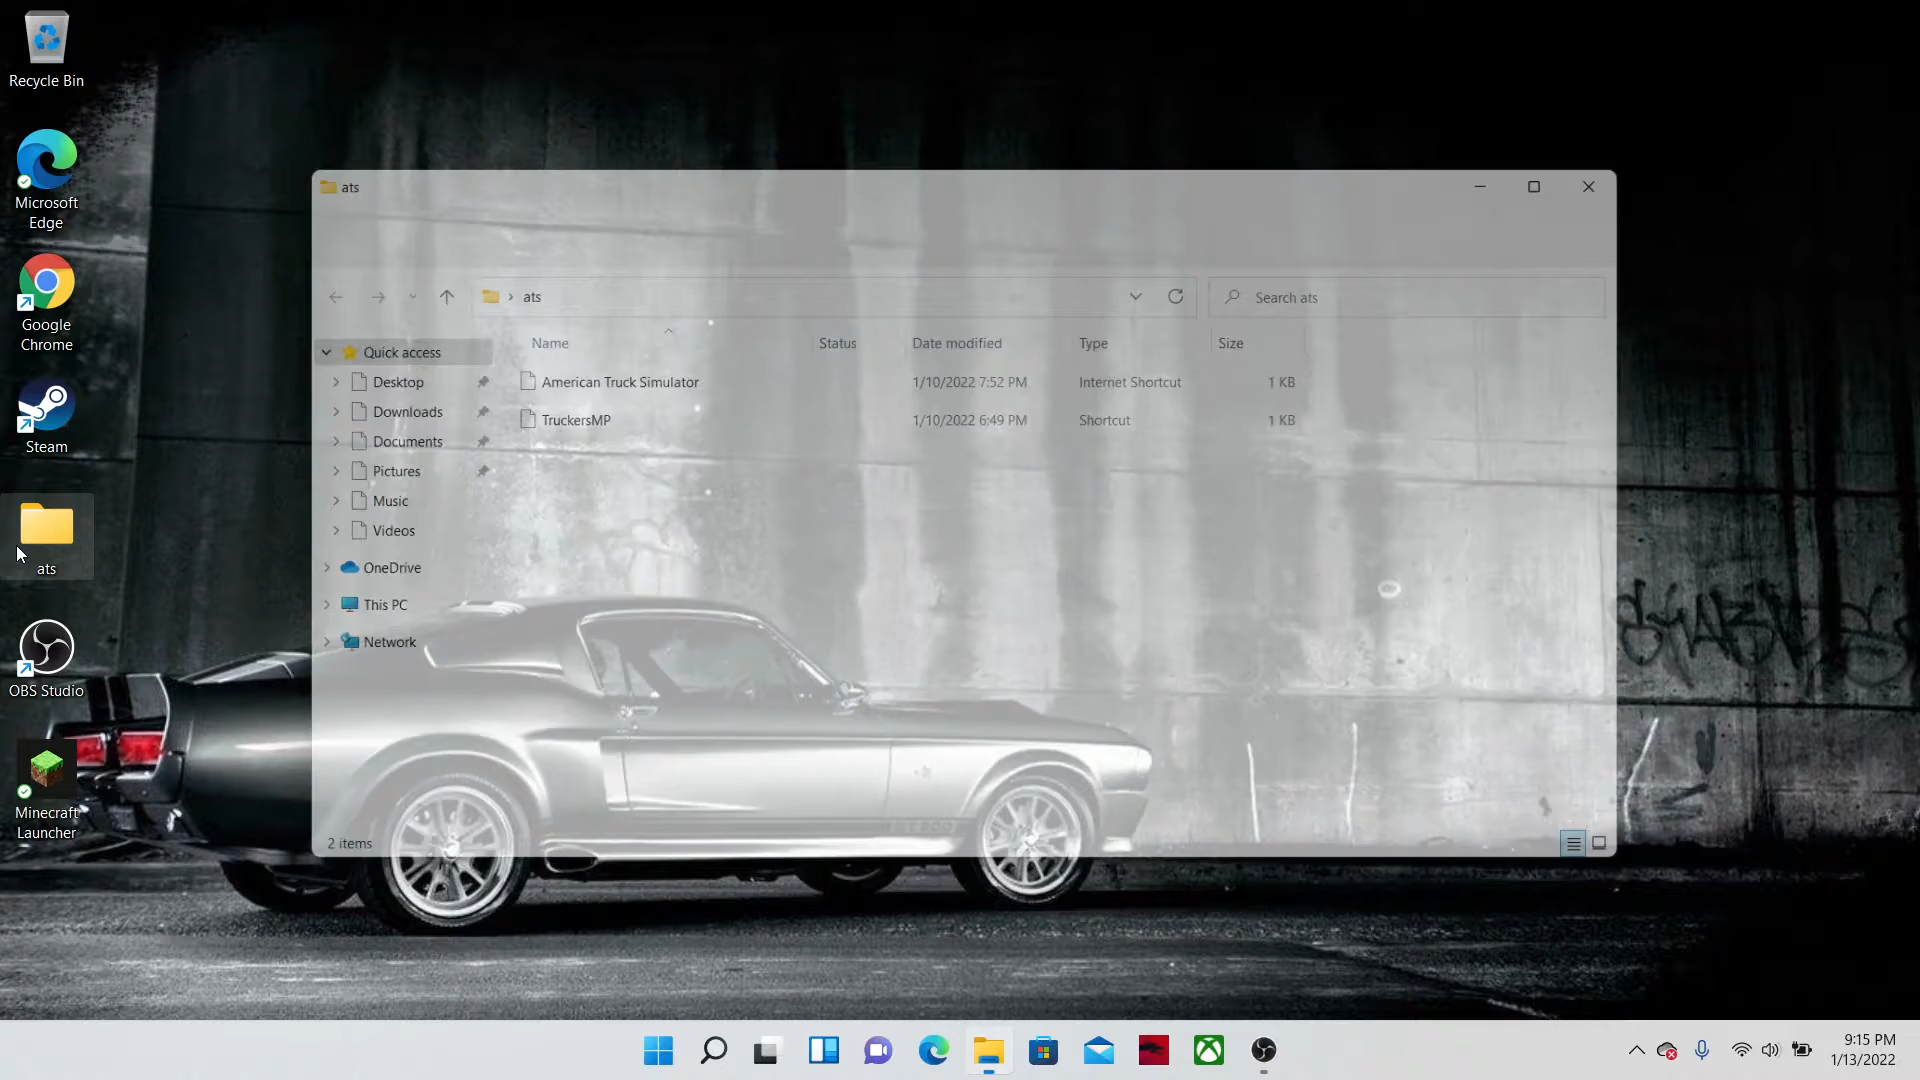 Recycle Bin
Microsoft
Edge
Google
Chrome
Steam
ats
OBS Studio
Minecraft
Launcher
ats
ats
Search ats
Name
Status
Date modified
Type
Size
Quick access
Desktop
Downloads
Documents
Pictures
Music
Videos
OneDrive
This PC
Network
American Truck Simulator 1/10/2022 7:52 PM Internet Shortcut 1 KB
TruckersMP 1/10/2022 6:49 PM Shortcut 1 KB
2 items
9:15 PM
1/13/2022